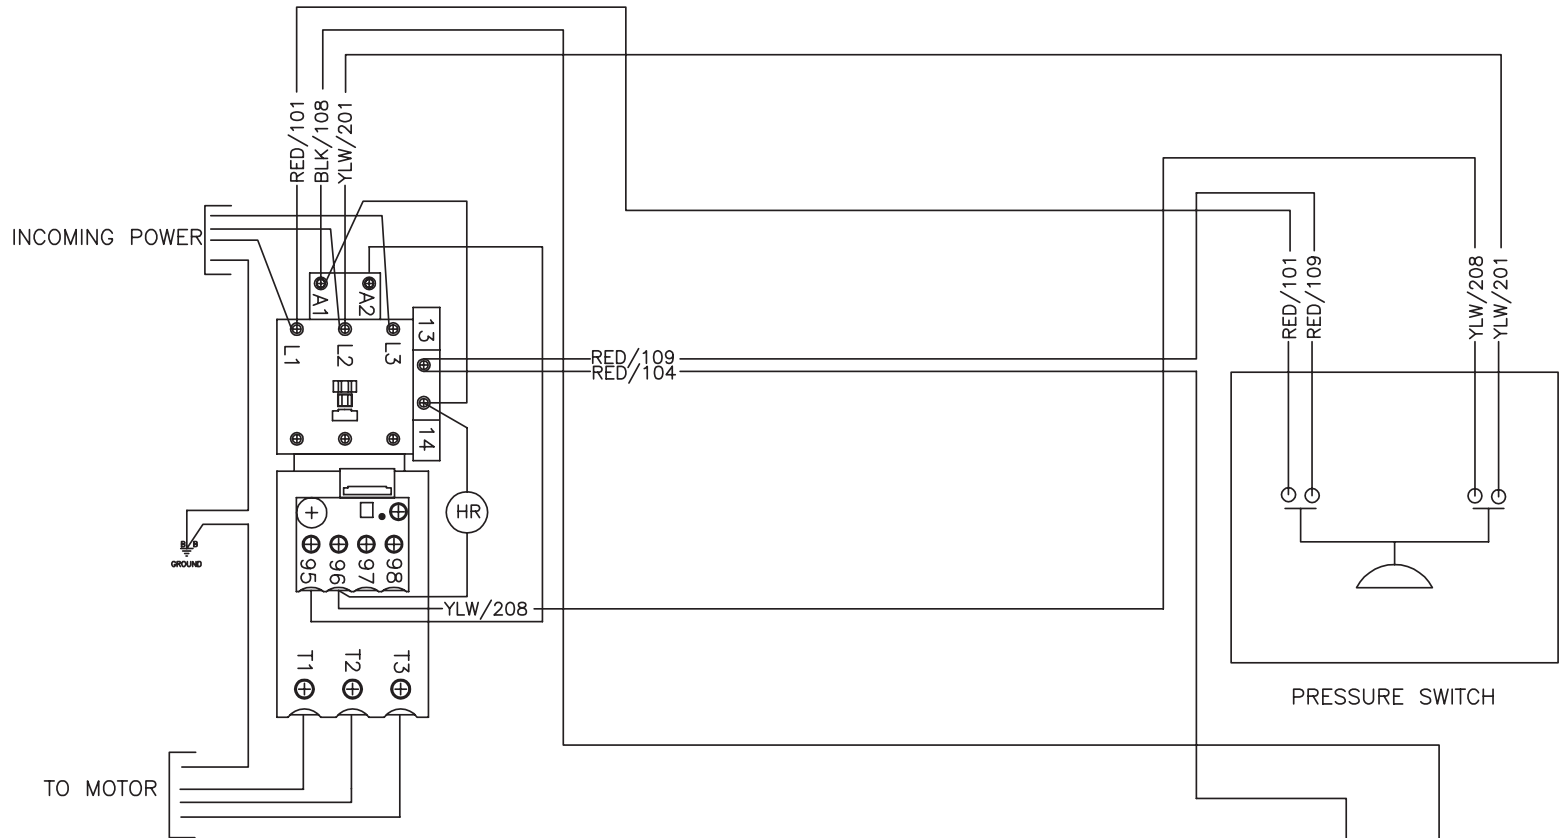 RED/101
BLK/108
YLW/201
INCOMING POWER
A1
A2
L1
L2
L3
13
14
RED/109
RED/104
RED/101
RED/109
YLW/208
YLW/201
HR
B B
GROUND
95
96
97
98
YLW/208
T1
T2
T3
PRESSURE SWITCH
TO MOTOR